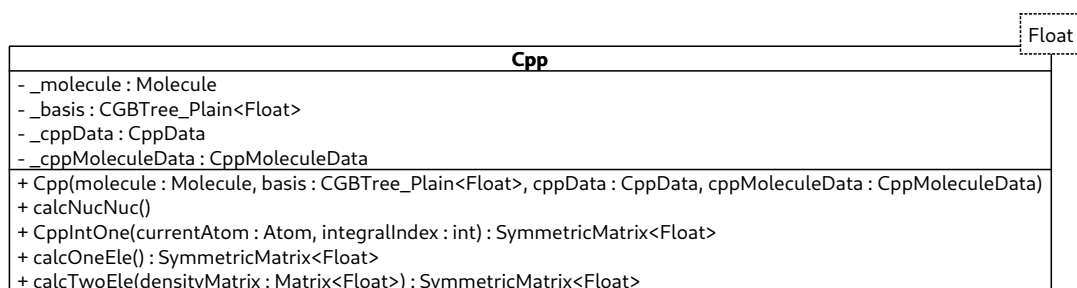 Float
Cpp
- _molecule : Molecule
- _basis : CGBTree_Plain<Float>
- _cppData : CppData
- _cppMoleculeData : CppMoleculeData
+ Cpp(molecule : Molecule, basis : CGBTree_Plain<Float>, cppData : CppData, cppMoleculeData : CppMoleculeData)
+ calcNucNuc()
+ CppIntOne(currentAtom : Atom, integralIndex : int) : SymmetricMatrix<Float>
+ calcOneEle() : SymmetricMatrix<Float>
+ calcTwoEle(densityMatrix : Matrix<Float>) : SymmetricMatrix<Float>